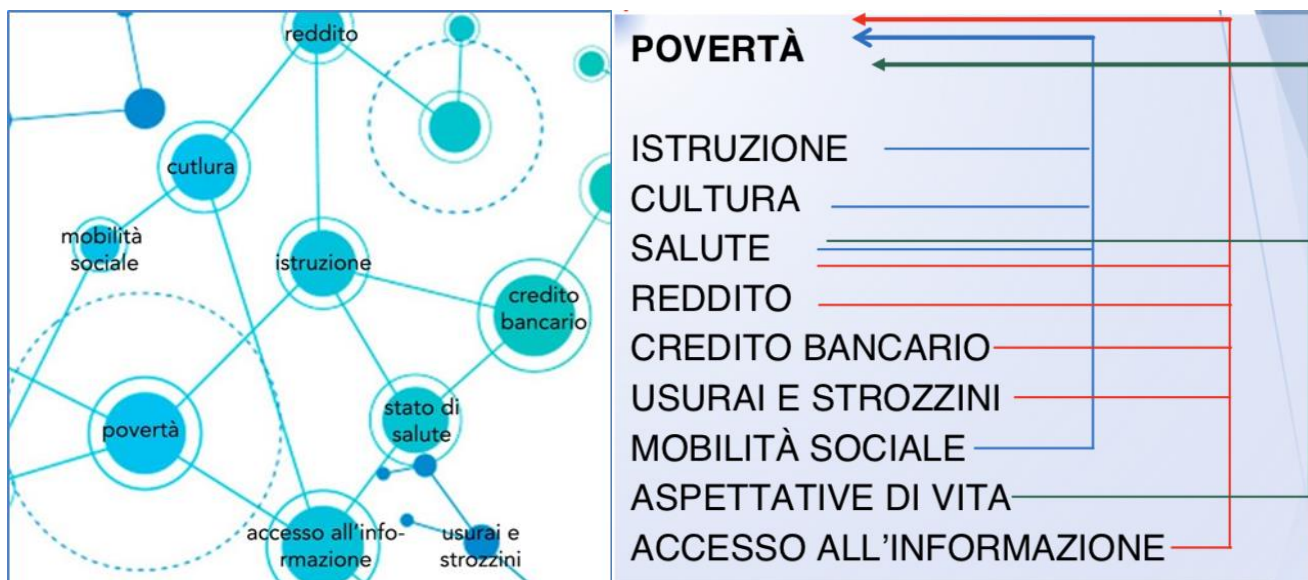 reddito
cutlura
mobilità
sociale
istruzione
credito
bancario
povertà
stato di
salute
accesso all'info-
rmazione
usurai e
strozzini
POVERTÀ
ISTRUZIONE
CULTURA
SALUTE
REDDITO
CREDITO BANCARIO
USURAI E STROZZINI
MOBILITÀ SOCIALE
ASPETTATIVE DI VITA
ACCESSO ALL'INFORMAZIONE